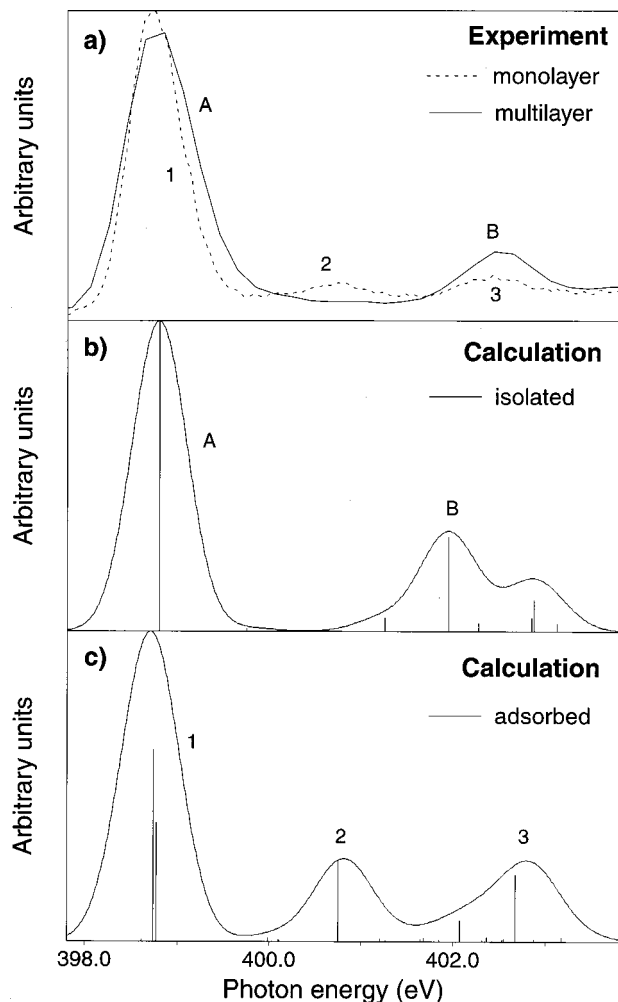 a)
Experiment
monolayer
multilayer
A
1
2
B
3
Arbitrary units
b)
Calculation
isolated
A
B
Arbitrary units
c)
Calculation
adsorbed
1
2
3
Arbitrary units
398.0 400.0 402.0
Photon energy (eV)